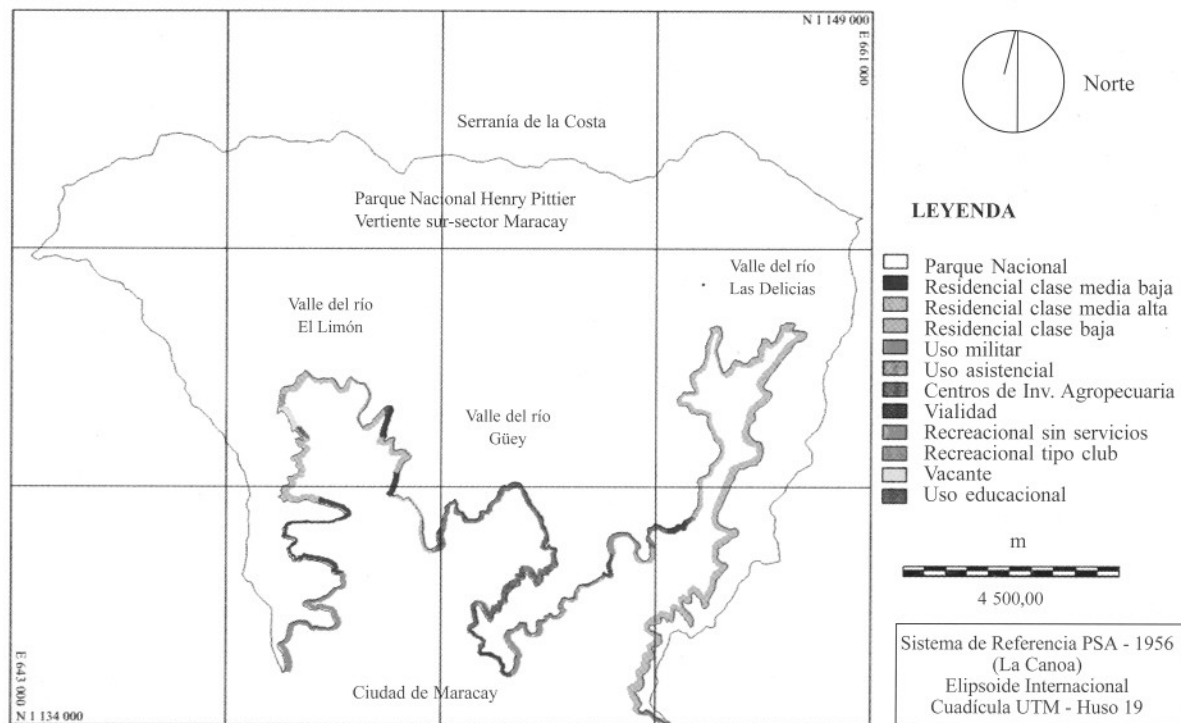 N 1 149 000
E 661 000
Serranía de la Costa
Parque Nacional Henry Pittier
Vertiente sur-sector Maracay
Valle del río
Las Delicias
Valle del río
El Limón
Valle del río
Güey
Ciudad de Maracay
E 643 000
N 1 134 000
Norte
LEYENDA
Parque Nacional
Residencial clase media baja
Residencial clase media alta
Residencial clase baja
Uso militar
Uso asistencial
Centros de Inv. Agropecuaria
Vialidad
Recreacional sin servicios
Recreacional tipo club
Vacante
Uso educacional
m
4 500,00
Sistema de Referencia PSA - 1956
(La Canoa)
Elipsoide Internacional
Cuadícula UTM - Huso 19